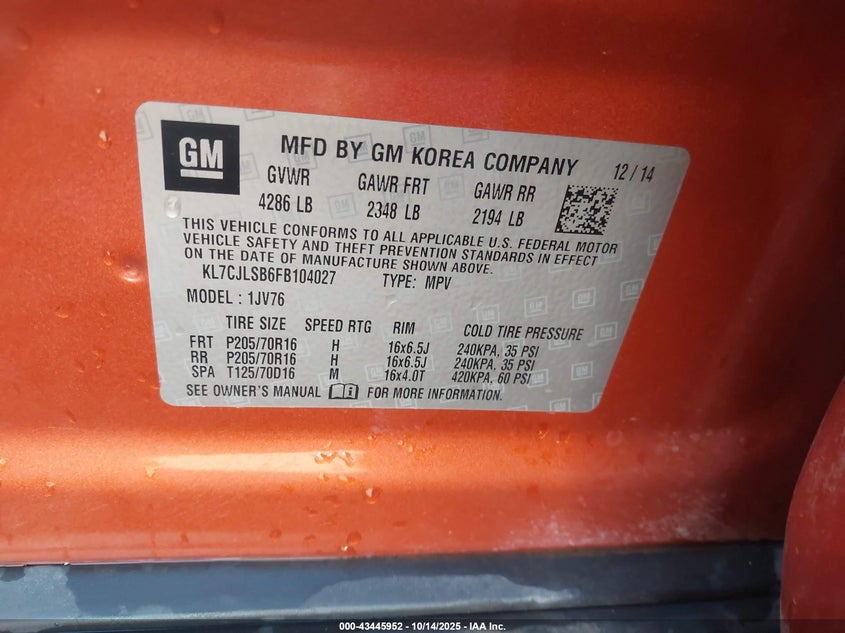 GM
MFD BY GM KOREA COMPANY 12/14
GVWR GAWR FRT GAWR RR
4286 LB 2348 LB 2194 LB
THIS VEHICLE CONFORMS TO ALL APPLICABLE U.S. FEDERAL MOTOR
VEHICLE SAFETY AND THEFT PREVENTION STANDARDS IN EFFECT
ON THE DATE OF MANUFACTURE SHOWN ABOVE.
KL7CJLSB6FB104027 TYPE: MPV
MODEL : 1JV76
TIRE SIZE SPEED RTG RIM COLD TIRE PRESSURE
FRT P205/70R16 H 16x6.5J 240KPA, 35 PSI
RR P205/70R16 H 16x6.5J 240KPA, 35 PSI
SPA T125/70D16 M 16x4.0T 420KPA, 60 PSI
SEE OWNER'S MANUAL FOR MORE INFORMATION.
000-43445952 - 10/14/2025 - IAA Inc.